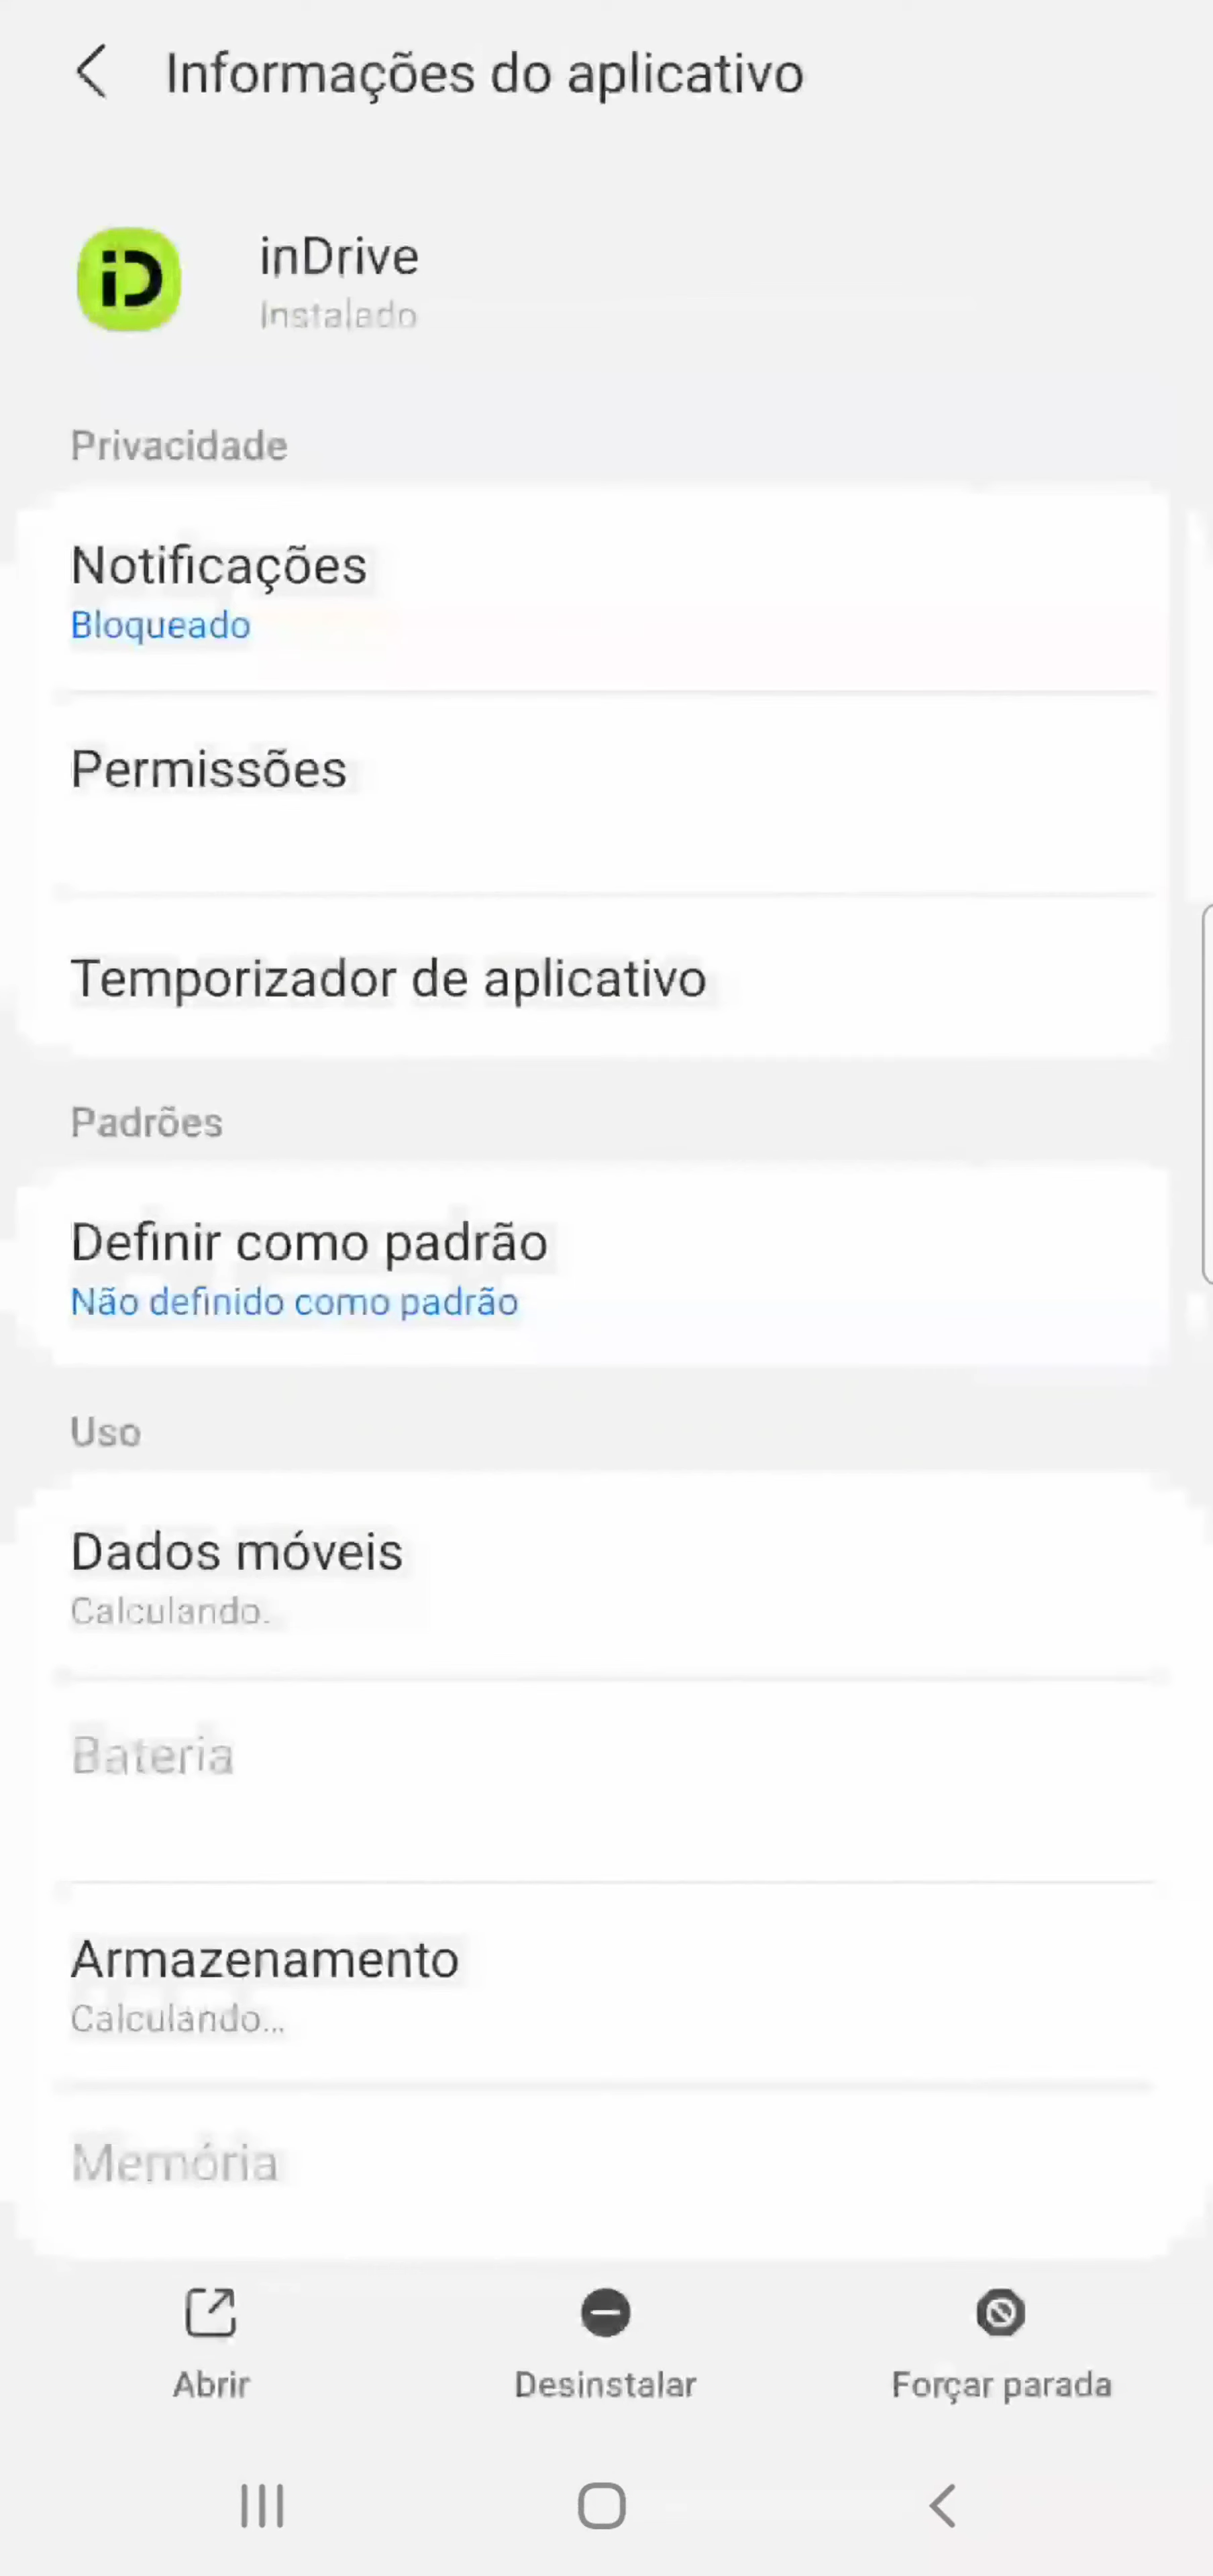 Informações do aplicativo
iD
inDrive
Instalado
Privacidade
Notificações
Bloqueado
Permissões
Temporizador de aplicativo
Padrões
Definir como padrão
Não definido como padrão
Uso
Dados móveis
Calculando.
Bateria
Armazenamento
Calculando...
Memória
Abrir
Desinstalar
Forçar parada